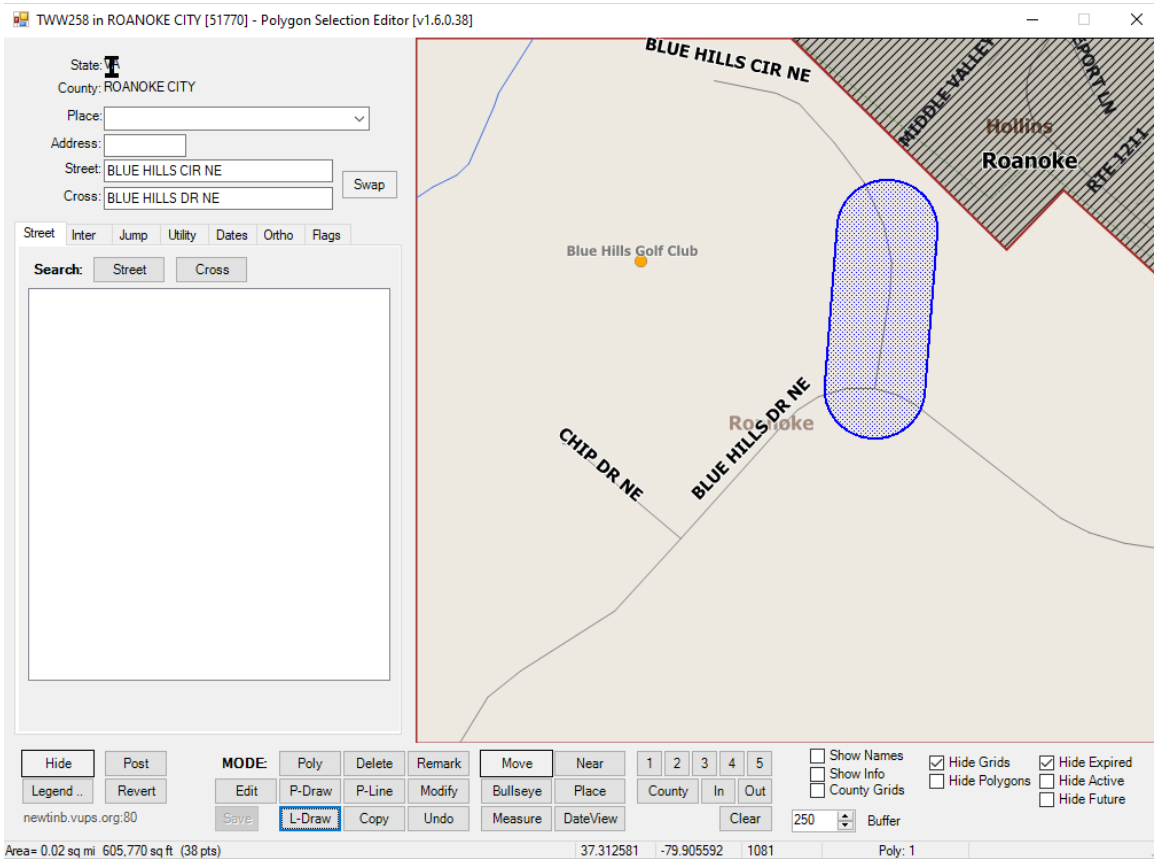 TWW258 in ROANOKE CITY [51770] - Polygon Selection Editor [v1.6.0.38]
State: VA
County: ROANOKE CITY
Place:
Address:
Street: BLUE HILLS CIR NE
Cross: BLUE HILLS DR NE
Swap
Street Inter Jump Utility Dates Ortho Flags
Search: Street Cross
BLUE HILLS CIR NE
MIDDLE VALLEY
EPORT LN
Hollins
Roanoke
RTE 1211
Blue Hills Golf Club
Roanoke
BLUE HILLS DR NE
CHIP DR NE
Hide Post MODE: Poly Delete Remark Move Near 1 2 3 4 5
Legend .. Revert Edit P-Draw P-Line Modify Bullseye Place County In Out
newtinb.vups.org:80 Save L-Draw Copy Undo Measure DateView Clear
Show Names
Show Info
County Grids
Hide Grids
Hide Polygons
Hide Expired
Hide Active
Hide Future
250 Buffer
Area= 0.02 sq mi 605,770 sq ft (38 pts) 37.312581 -79.905592 1081 Poly: 1